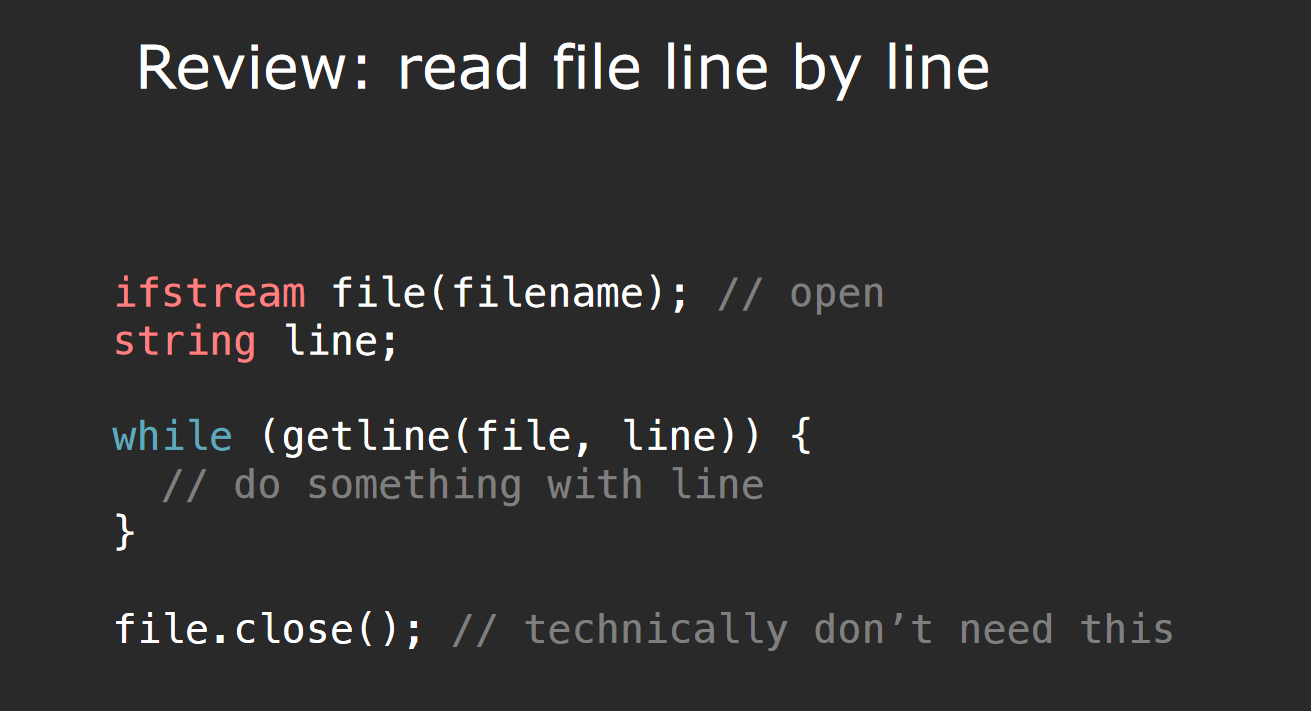 Review: read file line by line
ifstream file(filename); // open
string line;
while (getline(file, line)) {
// do something with line
}
file.close(); // technically don’t need this